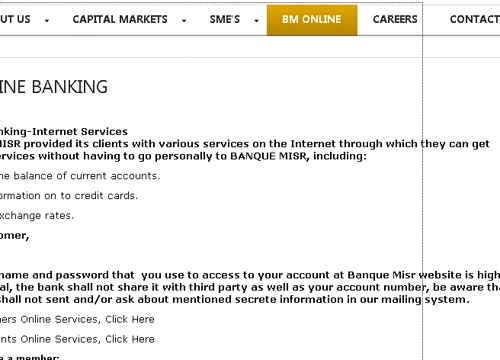 UT US
CAPITAL MARKETS
SME'S
BM ONLINE
CAREERS
CONTACT
INE BANKING
nking-Internet Services
MISR provided its clients with various services on the Internet through which they can get
ervices without having to go personally to BANQUE MISR, including:
he balance of current accounts.
ormation on to credit cards.
xchange rates.
omer,
name and password that you use to access to your account at Banque Misr website is high
al, the bank shall not share it with third party as well as your account number, be aware tha
shall not sent and/or ask about mentioned secrete information in our mailing system.
mers Online Services, Click Here
nts Online Services, Click Here
e a member: